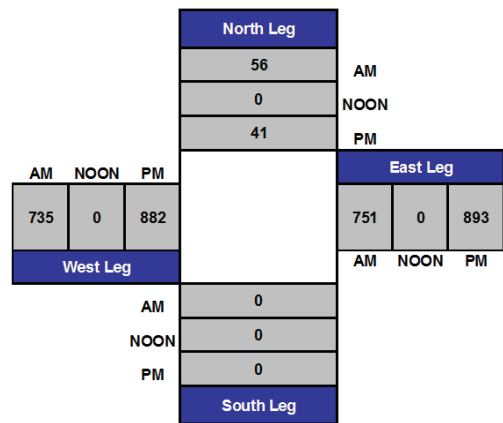 North Leg
56 AM
0 NOON
41 PM
AM NOON PM East Leg
735 0 882 751 0 893
West Leg AM NOON PM
AM 0
NOON 0
PM 0
South Leg